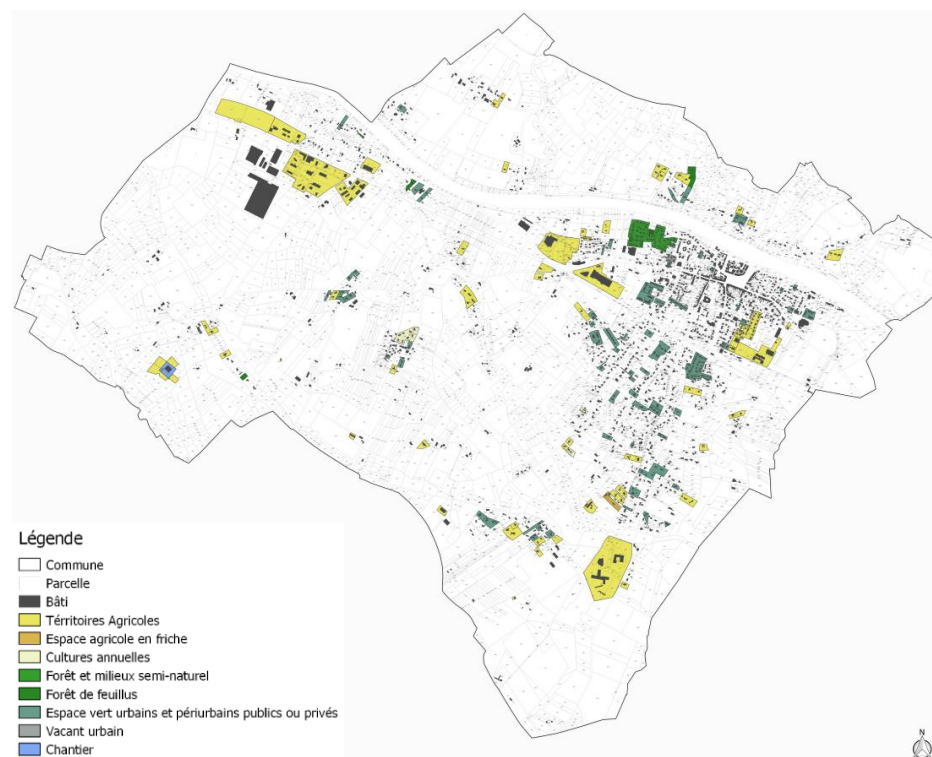 Légende
Commune
Parcelle
Bâti
Térritoires Agricoles
Espace agricole en friche
Cultures annuelles
Forêt et milieux semi-naturel
Forêt de feuillus
Espace vert urbains et périurbains publics ou privés
Vacant urbain
Chantier
N